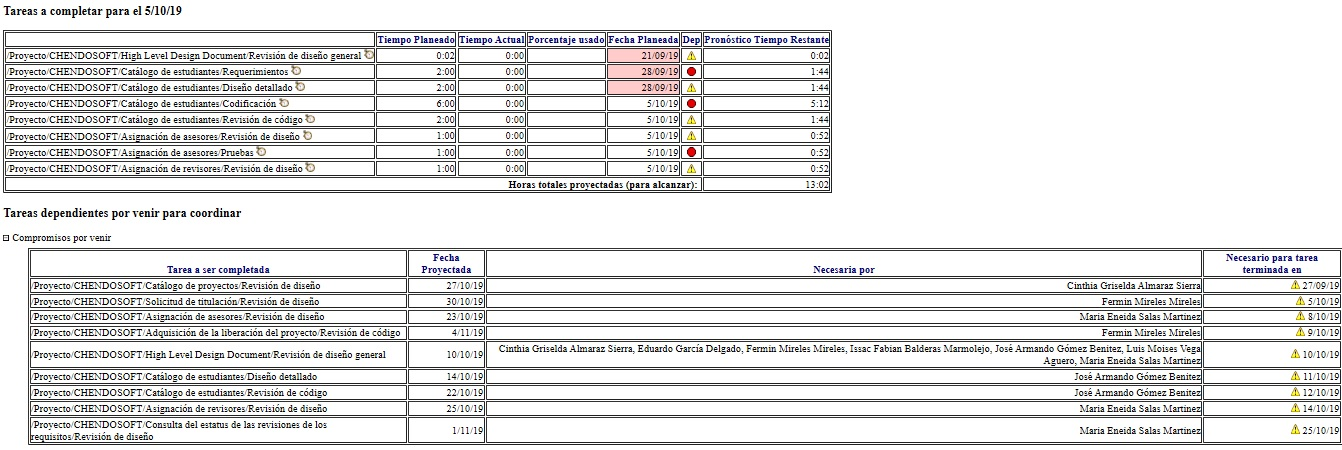 Tareas a completar para el 5/10/19
Tiempo Planeado Tiempo Actual Porcentaje usado Fecha Planeada Dep Pronóstico Tiempo Restante
/Proyecto/CHENDOSOFT/High Level Design Document/Revisión de diseño general 0:02 0:00 21/09/19 0:02
/Proyecto/CHENDOSOFT/Catálogo de estudiantes/Requerimientos 2:00 0:00 28/09/19 1:44
/Proyecto/CHENDOSOFT/Catálogo de estudiantes/Diseño detallado 2:00 0:00 28/09/19 1:44
/Proyecto/CHENDOSOFT/Catálogo de estudiantes/Codificación 6:00 0:00 5/10/19 5:12
/Proyecto/CHENDOSOFT/Catálogo de estudiantes/Revisión de código 2:00 0:00 5/10/19 1:44
/Proyecto/CHENDOSOFT/Asignación de asesores/Revisión de diseño 1:00 0:00 5/10/19 0:52
/Proyecto/CHENDOSOFT/Asignación de asesores/Pruebas 1:00 0:00 5/10/19 0:52
/Proyecto/CHENDOSOFT/Asignación de revisores/Revisión de diseño 1:00 0:00 5/10/19 0:52
Horas totales proyectadas (para alcanzar): 13:02
Tareas dependientes por venir para coordinar
Compromisos por venir
Tarea a ser completada Fecha Proyectada Necesaria por Necesario para tarea terminada en
/Proyecto/CHENDOSOFT/Catálogo de proyectos/Revisión de diseño 27/10/19 Cinthia Griselda Almaraz Sierra 27/09/19
/Proyecto/CHENDOSOFT/Solicitud de titulación/Revisión de diseño 30/10/19 Fermin Mireles Mireles 5/10/19
/Proyecto/CHENDOSOFT/Asignación de asesores/Revisión de diseño 23/10/19 Maria Eneida Salas Martinez 8/10/19
/Proyecto/CHENDOSOFT/Adquisición de la liberación del proyecto/Revisión de código 4/11/19 Fermin Mireles Mireles 9/10/19
/Proyecto/CHENDOSOFT/High Level Design Document/Revisión de diseño general 10/10/19 Cinthia Griselda Almaraz Sierra, Eduardo García Delgado, Fermin Mireles Mireles, Issac Fabian Balderas Marmolejo, José Armando Gómez Benitez, Luis Moises Vega
Aguero, Maria Eneida Salas Martinez 10/10/19
/Proyecto/CHENDOSOFT/Catálogo de estudiantes/Diseño detallado 14/10/19 José Armando Gómez Benitez 11/10/19
/Proyecto/CHENDOSOFT/Catálogo de estudiantes/Revisión de código 22/10/19 José Armando Gómez Benitez 12/10/19
/Proyecto/CHENDOSOFT/Asignación de revisores/Revisión de diseño 25/10/19 Maria Eneida Salas Martinez 14/10/19
/Proyecto/CHENDOSOFT/Consulta del estatus de las revisiones de los
requisitos/Revisión de diseño 1/11/19 Maria Eneida Salas Martinez 25/10/19